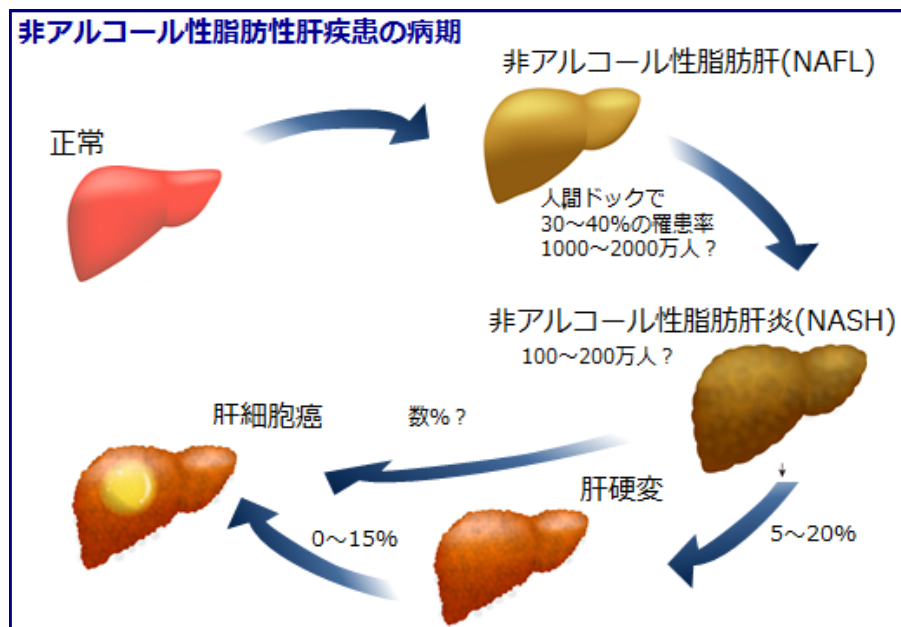 非アルコール性脂肪性肝疾患の病期
非アルコール性脂肪肝(NAFL)
正常
人間ドックで
30～40%の罹患率
1000～2000万人？
非アルコール性脂肪肝炎(NASH)
100～200万人？
肝細胞癌
数%？
肝硬変
0～15%
5～20%